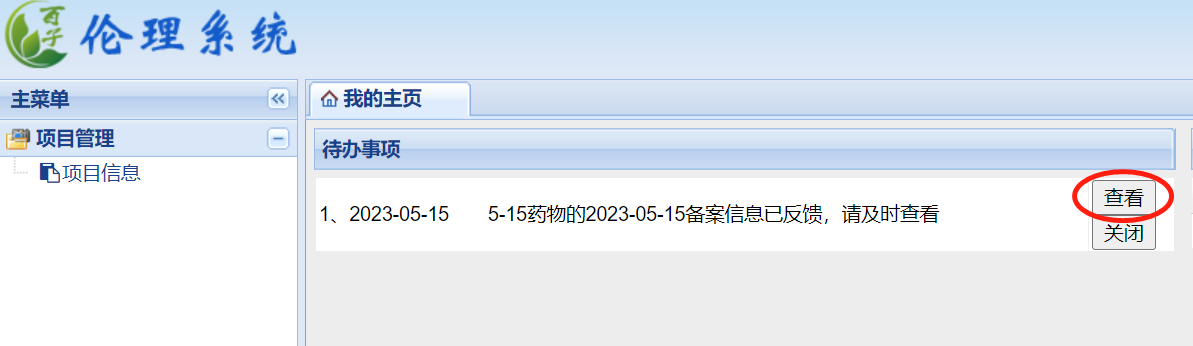 百子 伦理系统
主菜单
我的主页
项目管理
项目信息
待办事项
1、2023-05-15 5-15药物的2023-05-15备案信息已反馈，请及时查看
查看
关闭